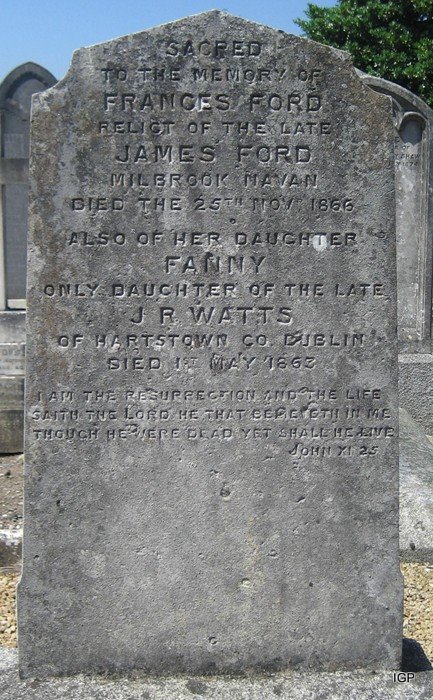 SACRED
TO THE MEMORY OF
FRANCES FORD
RELICT OF THE LATE
JAMES FORD
MILBROOK NAVAN
DIED THE 25TH NOV. 1866
ALSO OF HER DAUGHTER
FANNY
ONLY DAUGHTER OF THE LATE
J R WATTS
OF HARTSTOWN CO. DUBLIN
DIED 1ST MAY 1863
I AM THE RESURRECTION AND THE LIFE
SAITH THE LORD HE THAT BELIEVETH IN ME
THOUGH HE WERE DEAD YET SHALL HE LIVE
JOHN XI 25
IGP